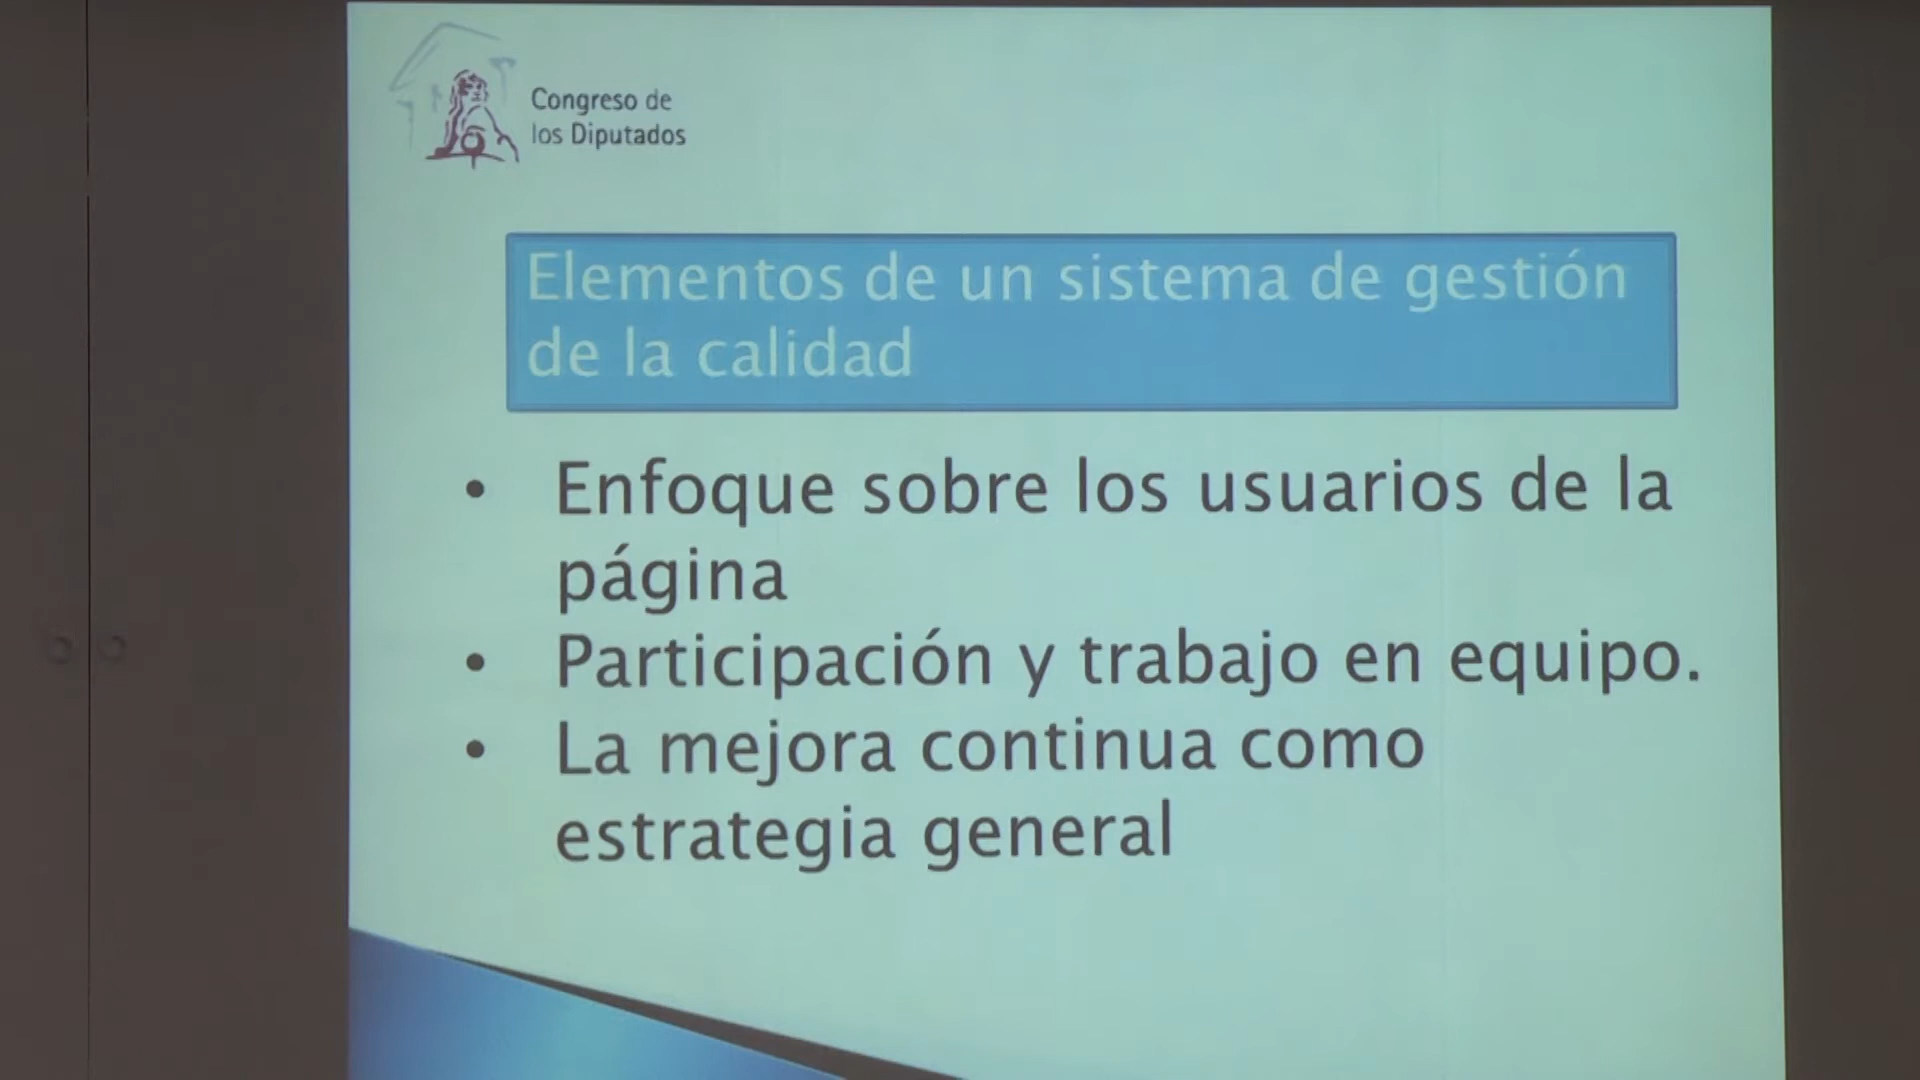 Congreso de
los Diputados
Elementos de un sistema de gestión
de la calidad
• Enfoque sobre los usuarios de la
página
• Participación y trabajo en equipo.
• La mejora continua como
estrategia general